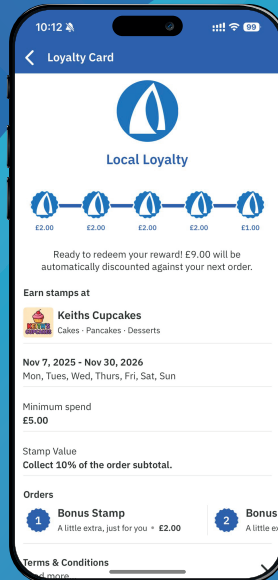 10:12
99
Loyalty Card
Local Loyalty
£2.00 £2.00 £2.00 £2.00 £1.00
Ready to redeem your reward! £9.00 will be
automatically discounted against your next order.
Earn stamps at
KEITHS
CUPCAKES
Keiths Cupcakes
Cakes · Pancakes · Desserts
Nov 7, 2025 - Nov 30, 2026
Mon, Tues, Wed, Thurs, Fri, Sat, Sun
Minimum spend
£5.00
Stamp Value
Collect 10% of the order subtotal.
Orders
1
Bonus Stamp
A little extra, just for you • £2.00
2
Bonus
A little ex
Terms & Conditions
more